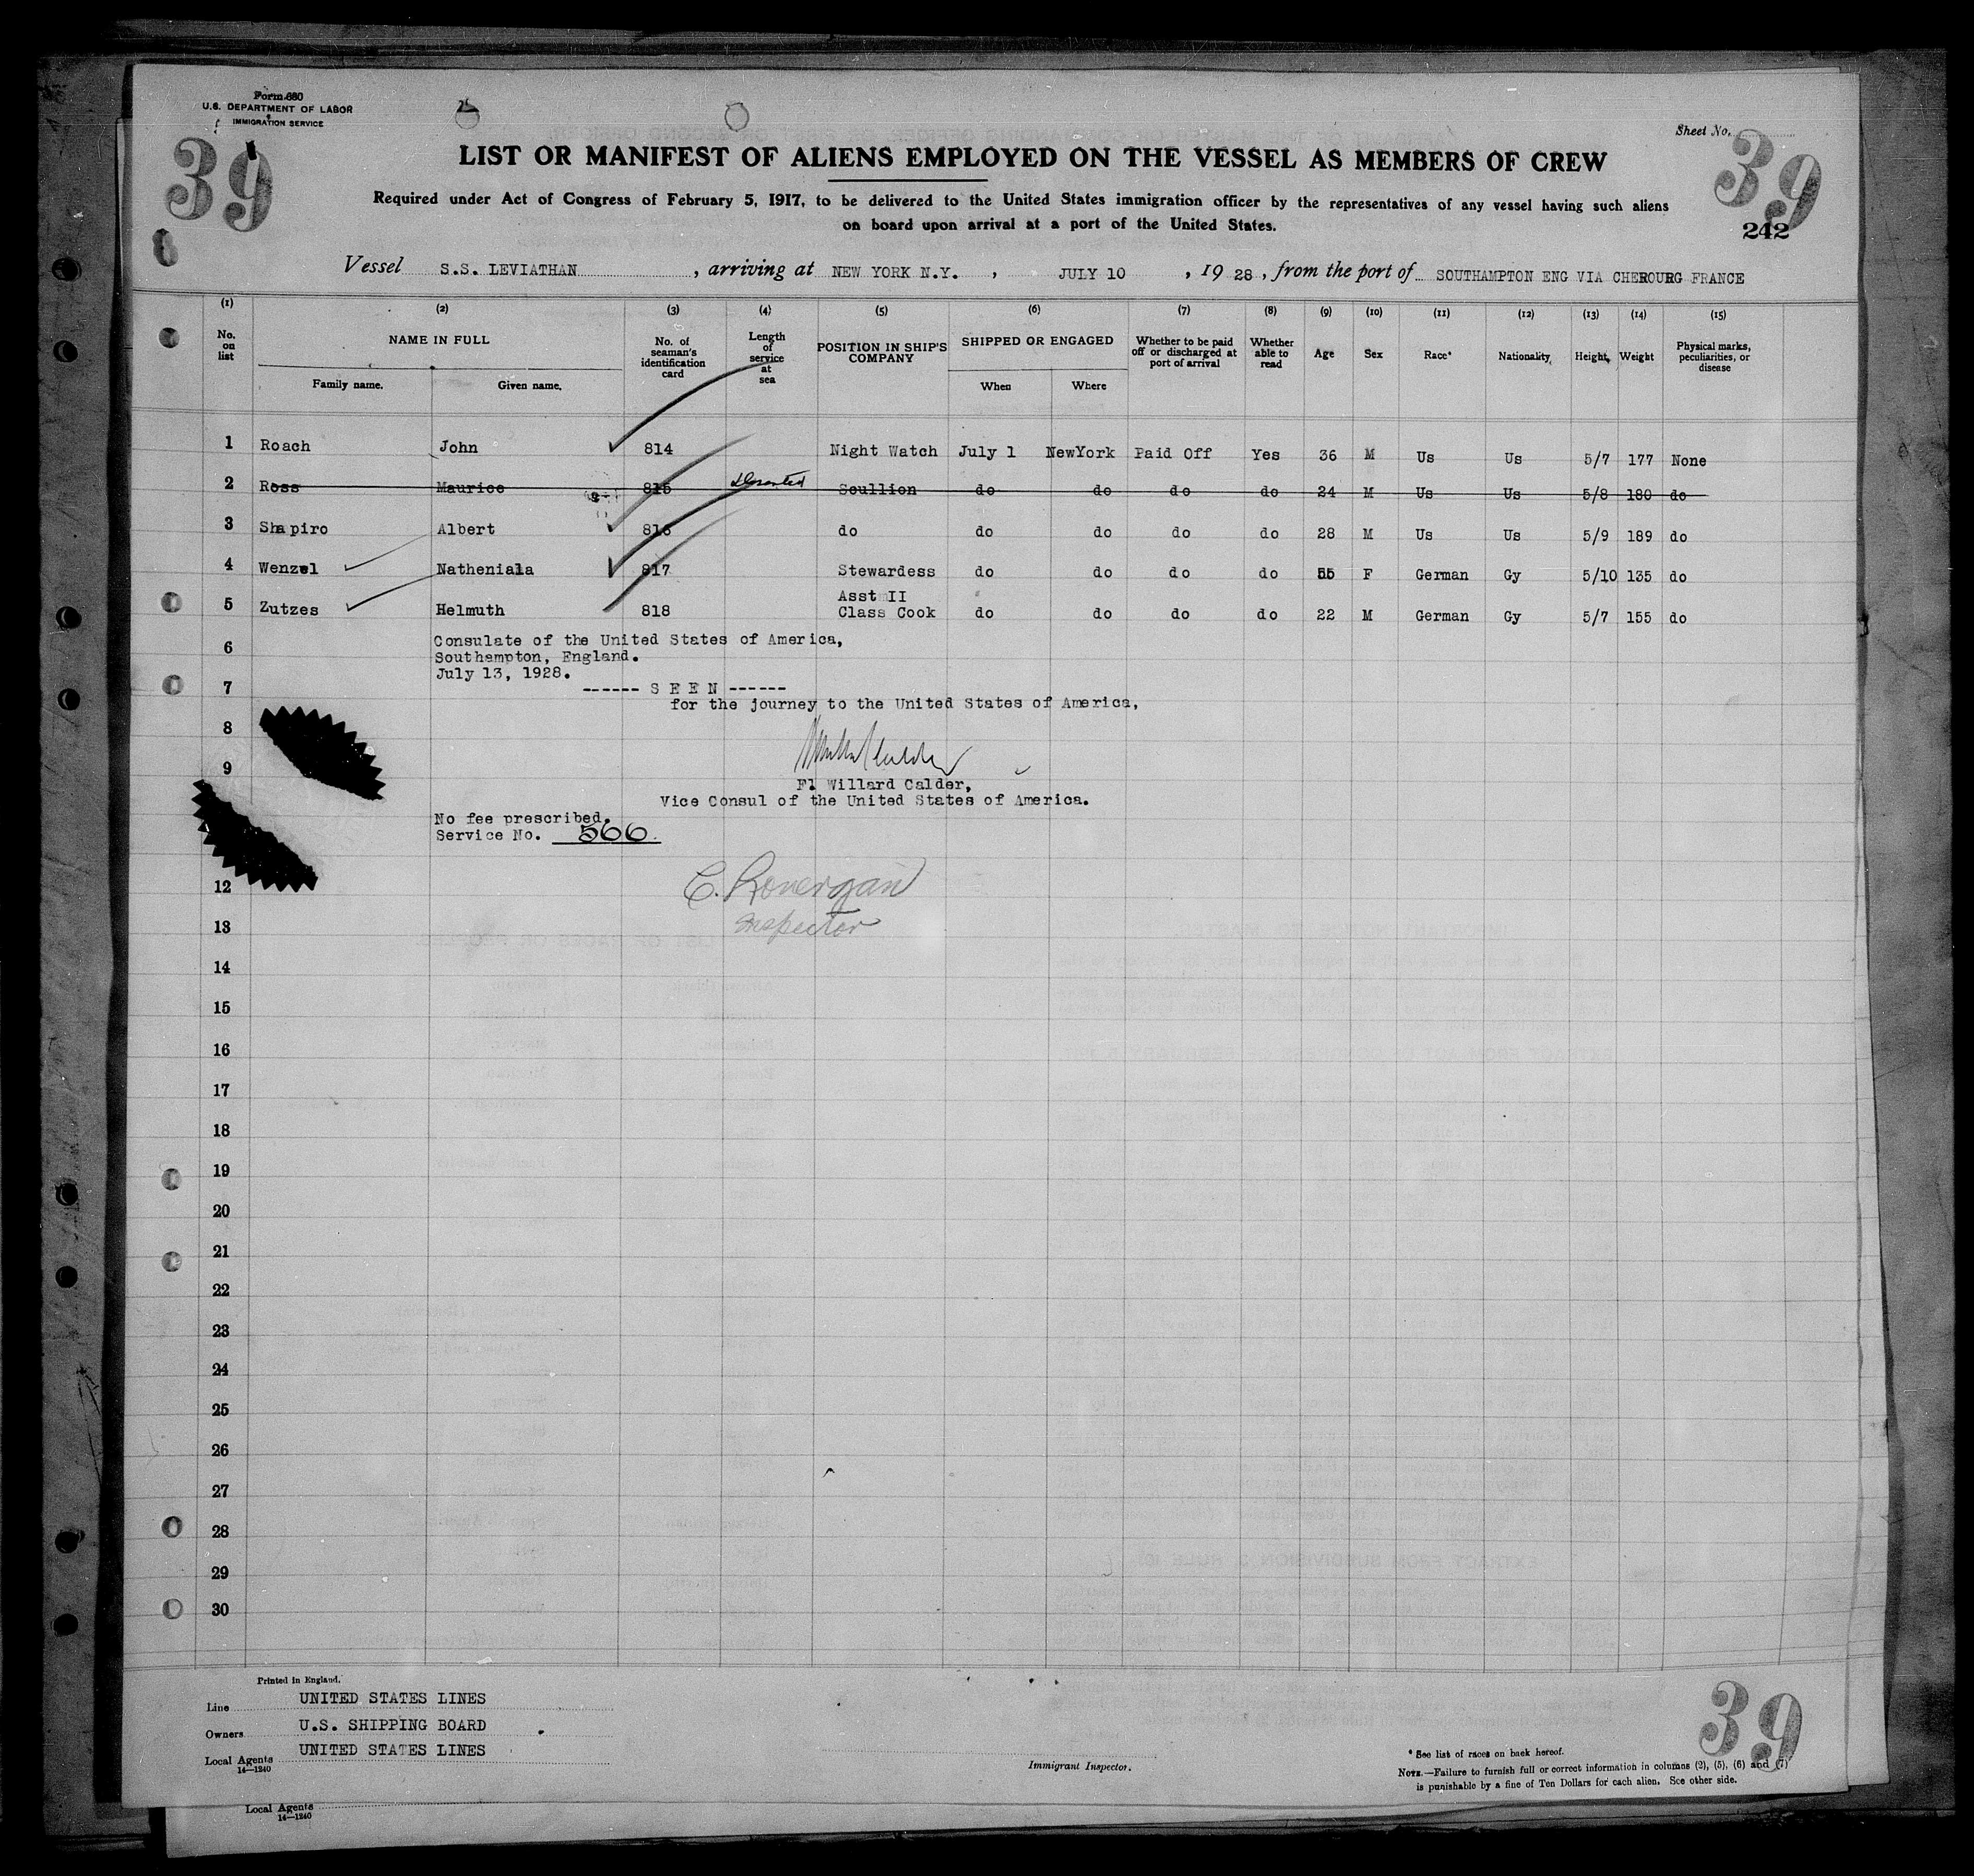 Form 680
U.S. DEPARTMENT OF LABOR
IMMIGRATION SERVICE
39
Sheet No.
39
242
LIST OR MANIFEST OF ALIENS EMPLOYED ON THE VESSEL AS MEMBERS OF CREW
Required under Act of Congress of February 5, 1917, to be delivered to the United States immigration officer by the representatives of any vessel having such aliens
on board upon arrival at a port of the United States.
Vessel S.S. LEVIATHAN, arriving at NEW YORK N.Y., JULY 10, 1928, from the port of SOUTHAMPTON ENG VIA CHEROURG FRANCE
(1) (2) (3) (4) (5) (6) (7) (8) (9) (10) (11) (12) (13) (14) (15)
No. on list NAME IN FULL No. of seaman's identification card Length of service at sea POSITION IN SHIP'S COMPANY SHIPPED OR ENGAGED Whether to be paid off or discharged at port of arrival Whether able to read Age Sex Race* Nationality Height Weight Physical marks, peculiarities, or disease
Family name. Given name. When Where
1 Roach John 814 Night Watch July 1 NewYork Paid Off Yes 36 M Us Us 5/7 177 None
2 Ross Maurice 815 Deserted Scullion do do do do 24 M Us Us 5/8 180 do
3 Shapiro Albert 816 do do do do do 28 M Us Us 5/9 189 do
4 Wenzel Natheniala 817 Stewardess do do do do 55 F German Gy 5/10 135 do
Asst II
5 Zutzes Helmuth 818 Class Cook do do do do 22 M German Gy 5/7 155 do
6 Consulate of the United States of America,
Southampton, England.
July 13, 1928.
7 ------ S E E N ------
for the journey to the United States of America,
8
9
Fl Willard Calder,
Vice Consul of the United States of America.
No fee prescribed.
Service No. 566
12 C. Lonergan
13 Inspector
14
15
16
17
18
19
20
21
22
23
24
25
26
27
28
29
30
Printed in England.
Line UNITED STATES LINES
Owners U.S. SHIPPING BOARD
Local Agents UNITED STATES LINES
14—1240
Immigrant Inspector.
39
* See list of races on back hereof.
NOTE.—Failure to furnish full or correct information in columns (2), (5), (6) and (7)
is punishable by a fine of Ten Dollars for each alien. See other side.
Local Agents
14—1240